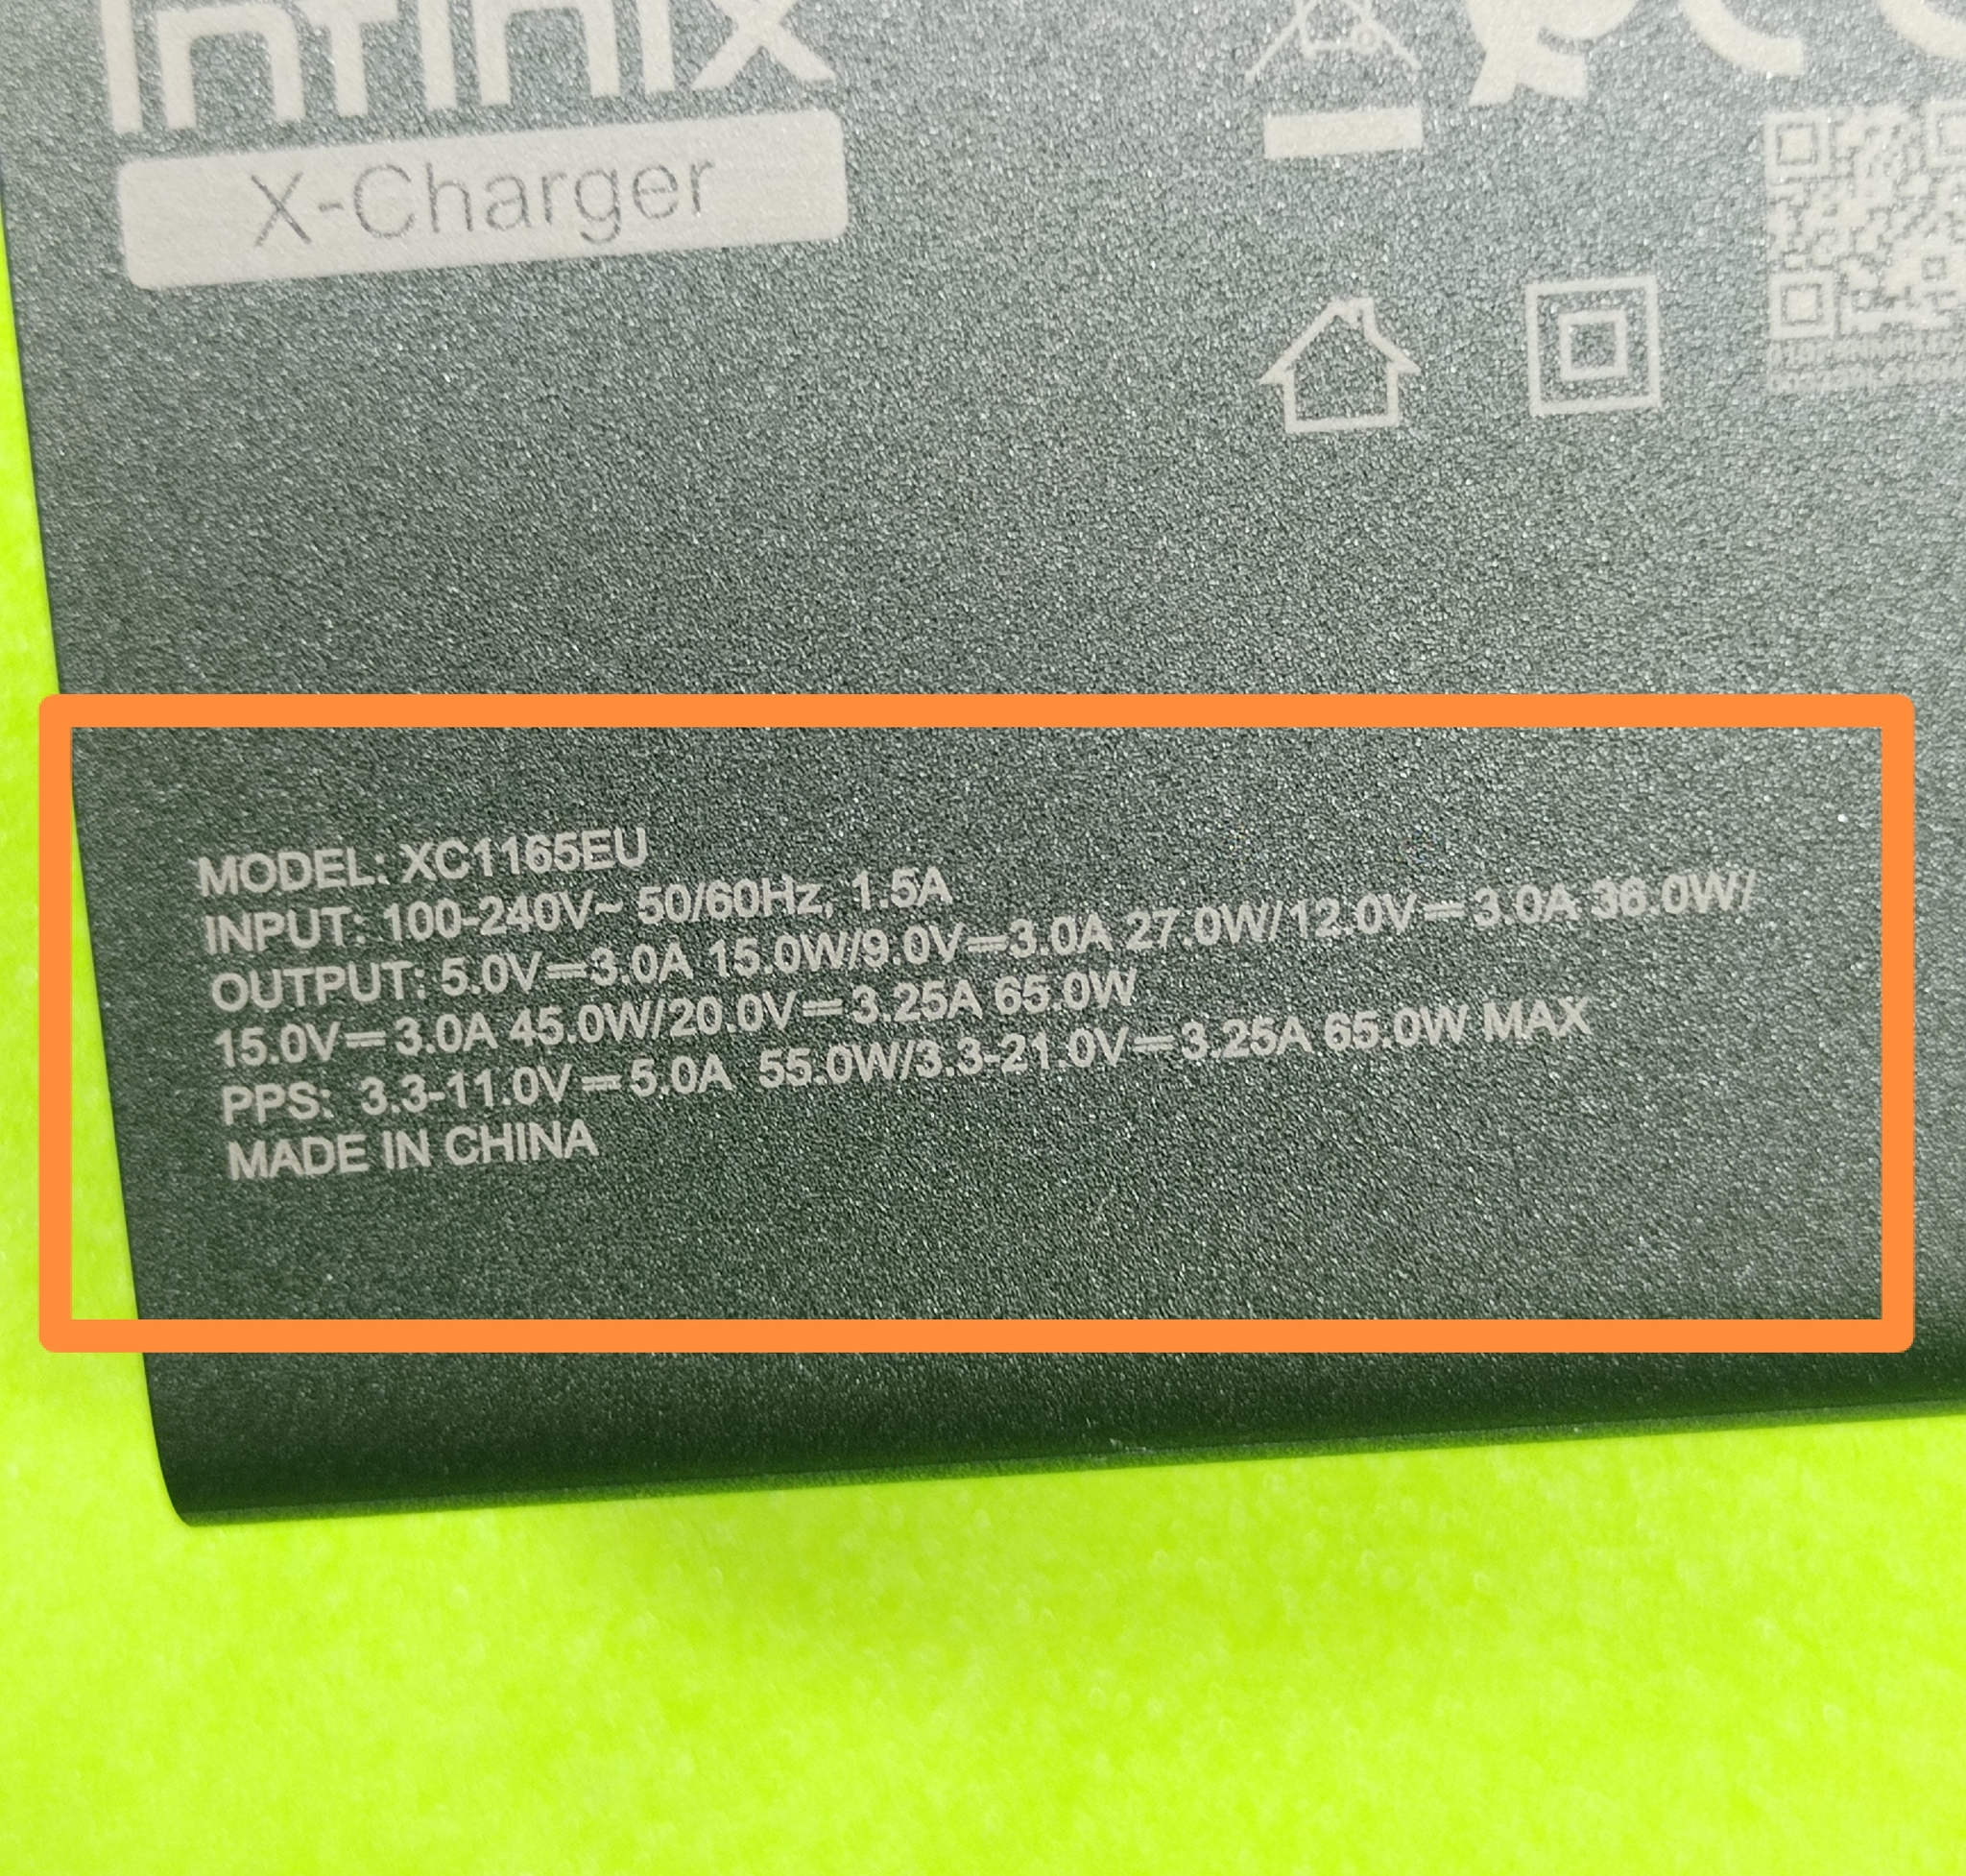 Infinix
X-Charger
MODEL: XC1165EU
INPUT: 100-240V~ 50/60Hz, 1.5A
OUTPUT: 5.0V⎓3.0A 15.0W/9.0V⎓3.0A 27.0W/12.0V⎓3.0A 36.0W/
15.0V⎓3.0A 45.0W/20.0V⎓3.25A 65.0W
PPS: 3.3-11.0V⎓5.0A 55.0W/3.3-21.0V⎓3.25A 65.0W MAX
MADE IN CHINA